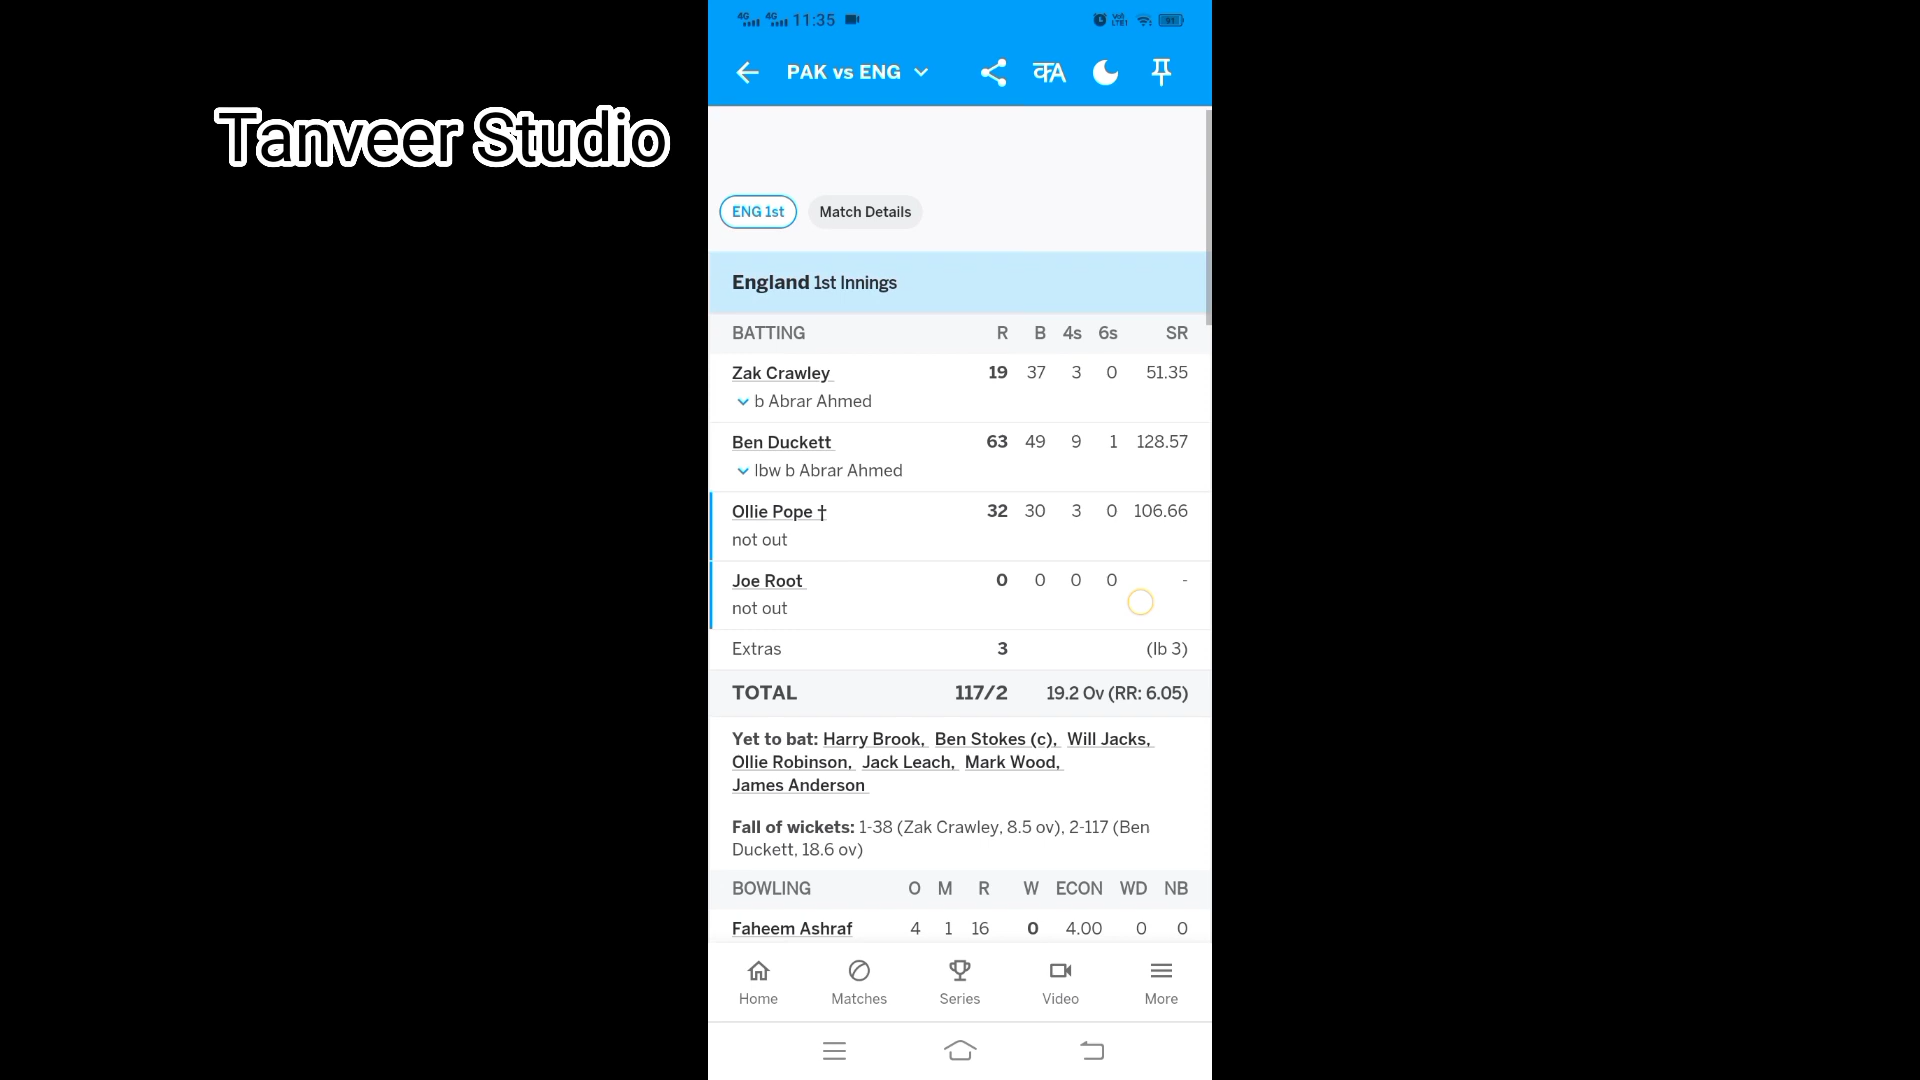 4G 4G 11:35
PAK vs ENG
Tanveer Studio
ENG 1st Match Details
England 1st Innings
BATTING R B 4s 6s SR
Zak Crawley 19 37 3 0 51.35
b Abrar Ahmed
Ben Duckett 63 49 9 1 128.57
lbw b Abrar Ahmed
Ollie Pope † 32 30 3 0 106.66
not out
Joe Root 0 0 0 0 -
not out
Extras 3 (lb 3)
TOTAL 117/2 19.2 Ov (RR: 6.05)
Yet to bat: Harry Brook, Ben Stokes (c), Will Jacks,
Ollie Robinson, Jack Leach, Mark Wood,
James Anderson
Fall of wickets: 1-38 (Zak Crawley, 8.5 ov), 2-117 (Ben
Duckett, 18.6 ov)
BOWLING O M R W ECON WD NB
Faheem Ashraf 4 1 16 0 4.00 0 0
Home Matches Series Video More